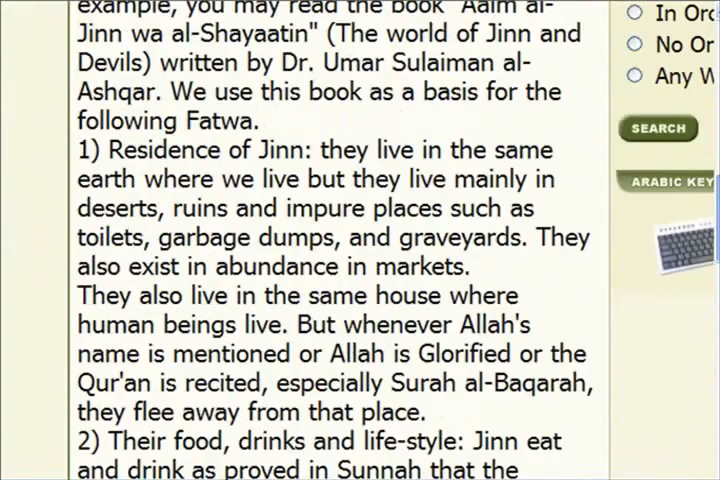 example, you may read the book "Aalm al-
Jinn wa al-Shayaatin" (The world of Jinn and
Devils) written by Dr. Umar Sulaiman al-
Ashqar. We use this book as a basis for the
following Fatwa.
1) Residence of Jinn: they live in the same
earth where we live but they live mainly in
deserts, ruins and impure places such as
toilets, garbage dumps, and graveyards. They
also exist in abundance in markets.
They also live in the same house where
human beings live. But whenever Allah's
name is mentioned or Allah is Glorified or the
Qur'an is recited, especially Surah al-Baqarah,
they flee away from that place.
2) Their food, drinks and life-style: Jinn eat
and drink as proved in Sunnah that the
In Or
No Or
Any W
SEARCH
ARABIC KEY